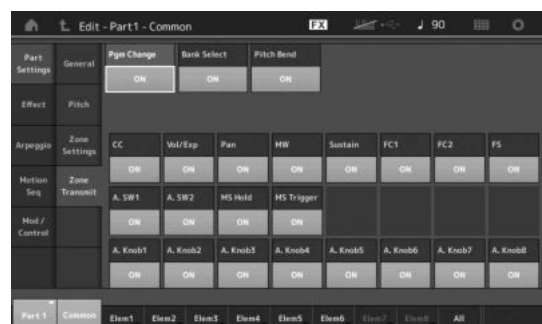 Edit - Part1 - Common FX 90
Part Settings General Pgm Change Bank Select Pitch Bend
ON ON ON
Effect Pitch
Arpeggio Zone Settings CC Vol/Exp Pan MW Sustain FC1 FC2 FS
ON ON ON ON ON ON ON ON
Motion Seq Zone Transmit A. SW1 A. SW2 MS Hold MS Trigger
ON ON ON ON
Mod / Control
A. Knob1 A. Knob2 A. Knob3 A. Knob4 A. Knob5 A. Knob6 A. Knob7 A. Knob8
ON ON ON ON ON ON ON ON
Part 1 Common Elem1 Elem2 Elem3 Elem4 Elem5 Elem6 Elem7 Elem8 All